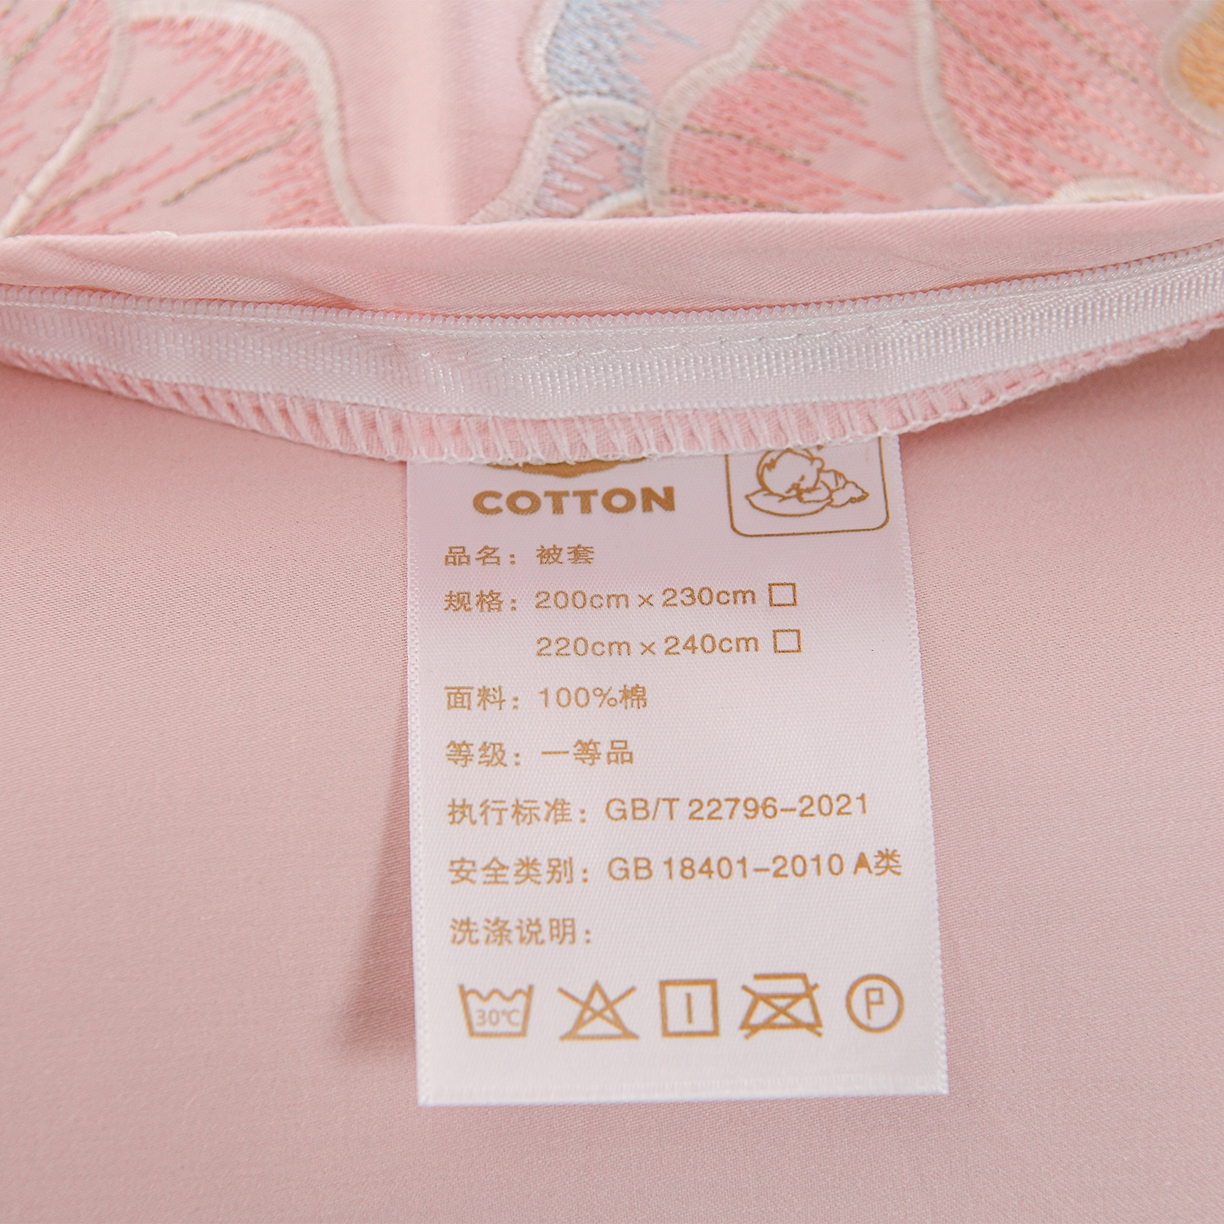 COTTON
品名：被套
规格：200cm×230cm
220cm×240cm
面料：100%棉
等级：一等品
执行标准：GB/T 22796-2021
安全类别：GB 18401-2010 A类
洗涤说明：
30℃
P